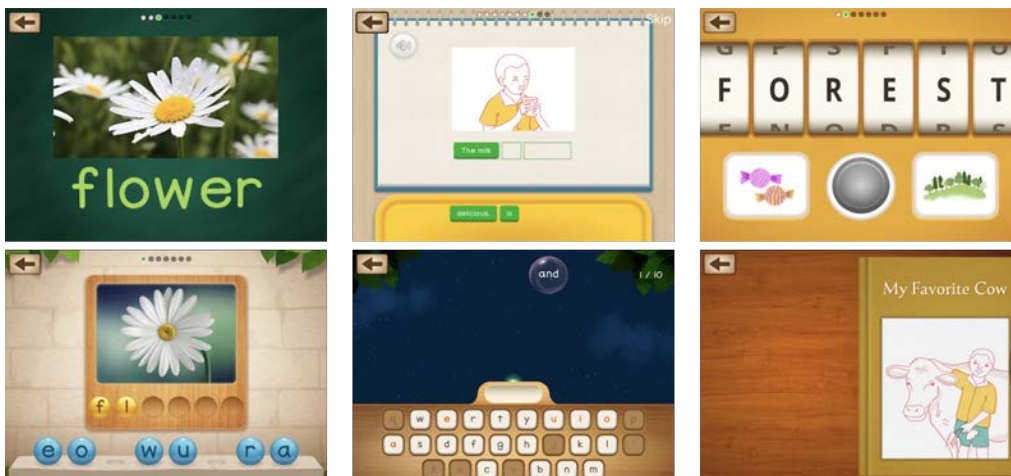 flower
Skip
The milk
delicious. is
F O R E S T
f l
e o w u r a
and
1 / 10
w e r t y u i o
a s d f g h k l
c b n m
My Favorite Cow